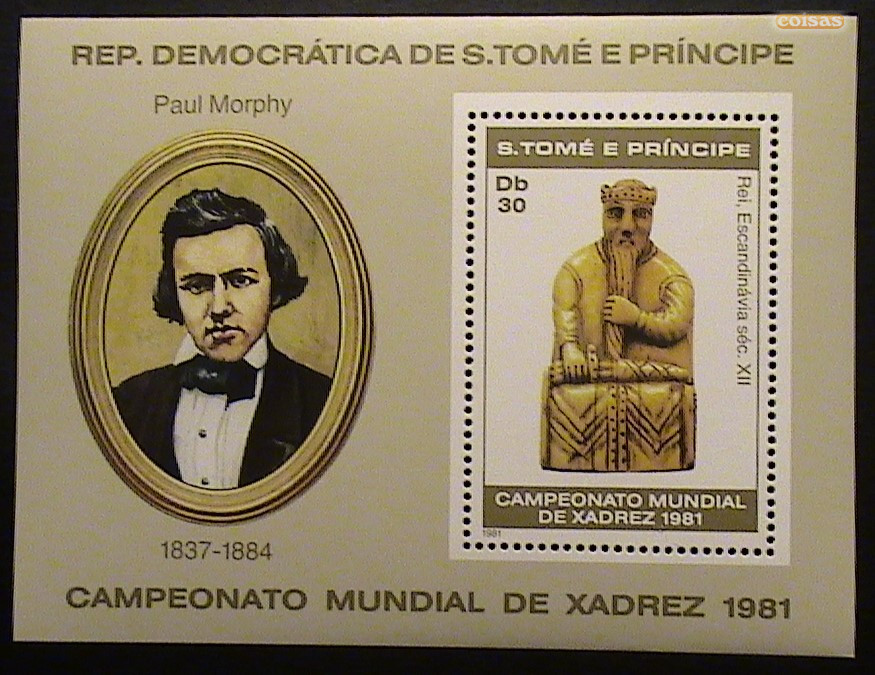 coisas
REP. DEMOCRÁTICA DE S.TOMÉ E PRÍNCIPE
Paul Morphy
1837-1884
S.TOMÉ E PRÍNCIPE
Db
30
Rei, Escandinávia séc. XII
CAMPEONATO MUNDIAL
DE XADREZ 1981
1981
CAMPEONATO MUNDIAL DE XADREZ 1981